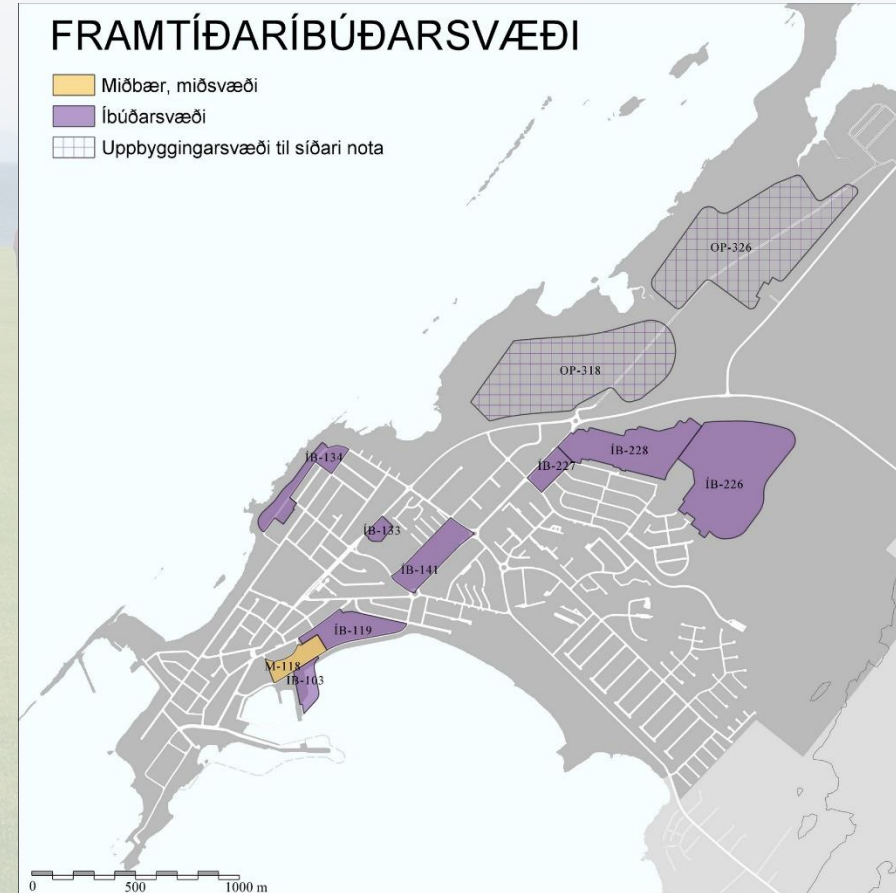 FRAMTÍÐARÍBÚÐARSVÆÐI
Miðbær, miðsvæði
Íbúðarsvæði
Uppbyggingarsvæði til síðari nota
OP-326
OP-318
ÍB-134
ÍB-227
ÍB-228
ÍB-226
ÍB-133
ÍB-141
ÍB-119
M-118
ÍB-103
0 500 1000 m